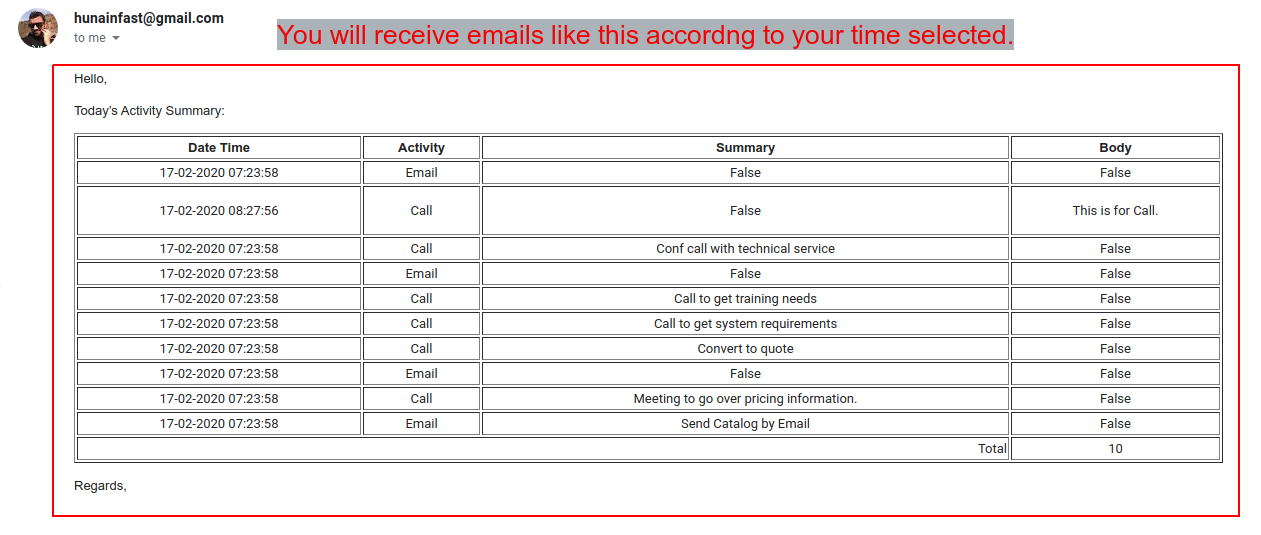 hunainfast@gmail.com
to me
You will receive emails like this accordng to your time selected.
Hello,
Today's Activity Summary:
Date Time Activity Summary Body
17-02-2020 07:23:58 Email False False
17-02-2020 08:27:56 Call False This is for Call.
17-02-2020 07:23:58 Call Conf call with technical service False
17-02-2020 07:23:58 Email False False
17-02-2020 07:23:58 Call Call to get training needs False
17-02-2020 07:23:58 Call Call to get system requirements False
17-02-2020 07:23:58 Call Convert to quote False
17-02-2020 07:23:58 Email False False
17-02-2020 07:23:58 Call Meeting to go over pricing information. False
17-02-2020 07:23:58 Email Send Catalog by Email False
Total 10
Regards,